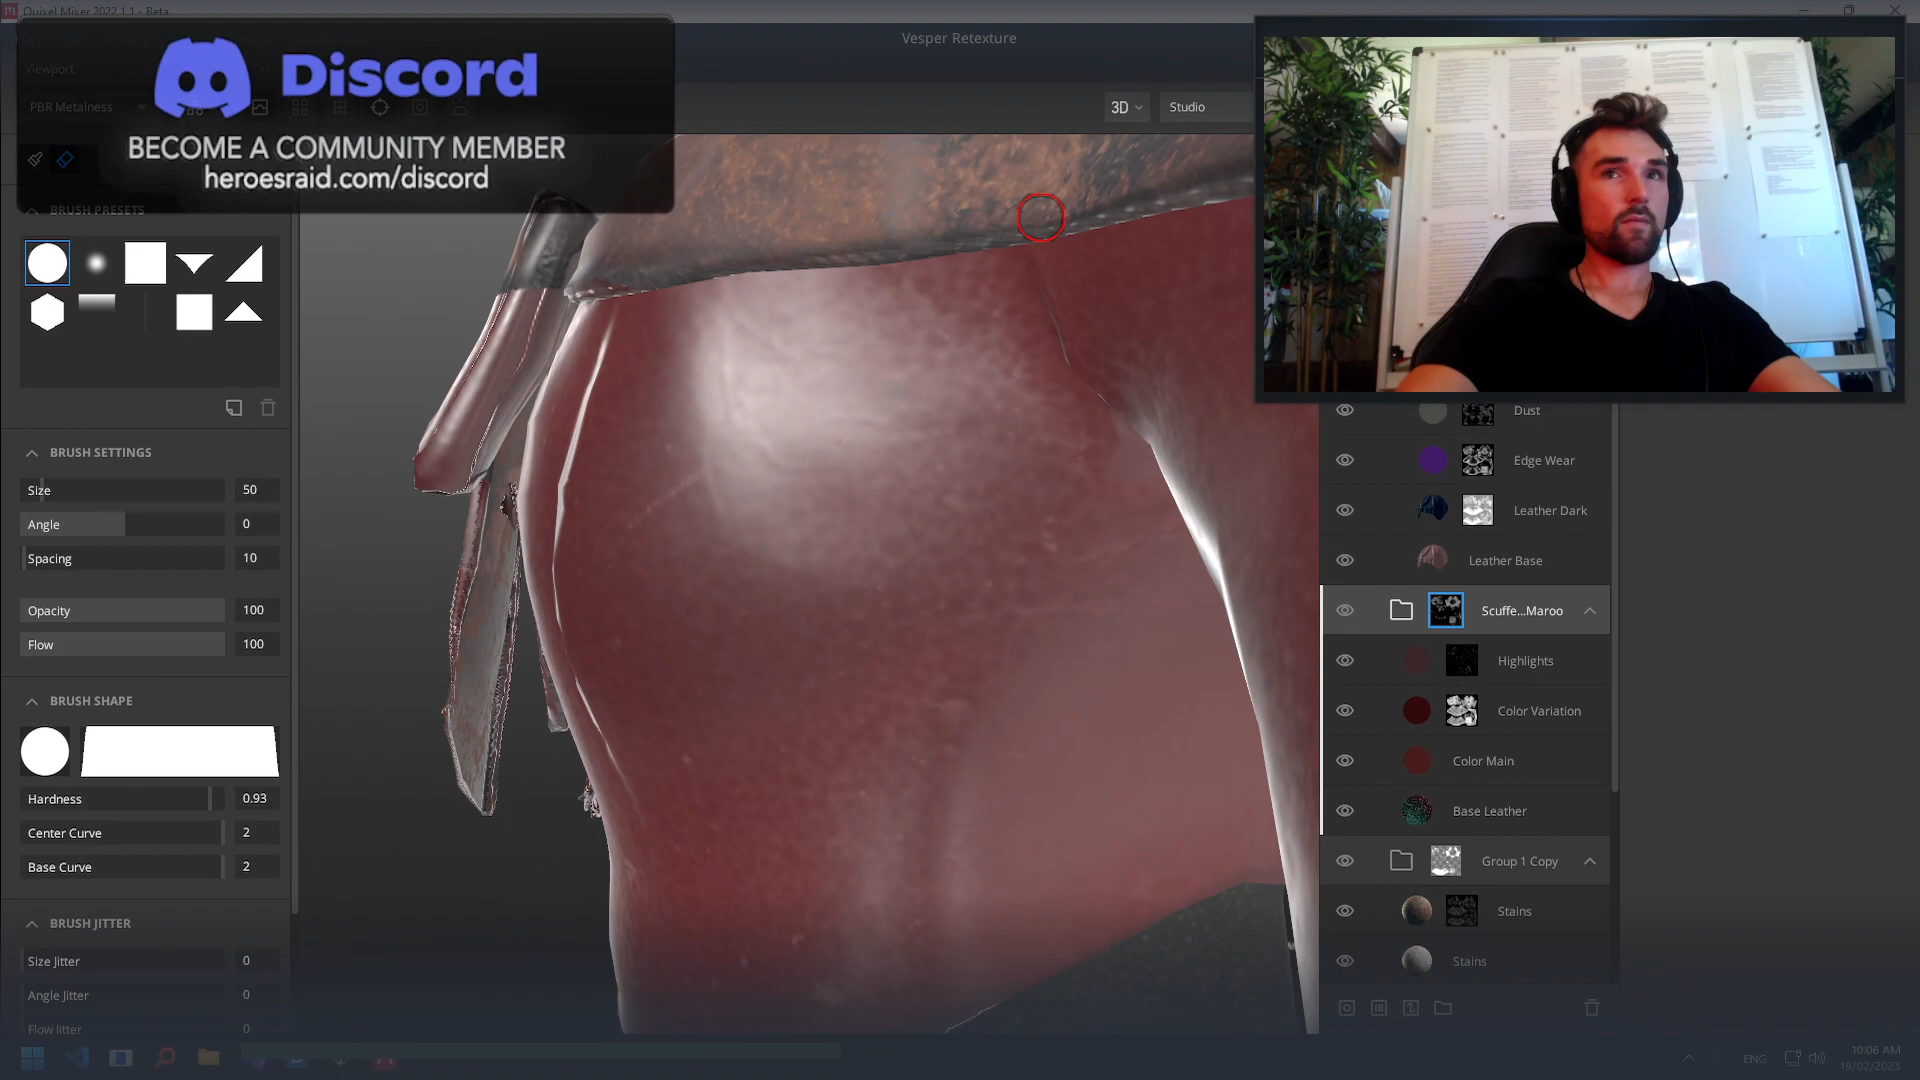 Quixel Mixer 2022.1.1 - Beta
Vesper Retexture
Discord
BECOME A COMMUNITY MEMBER
heroesraid.com/discord
Viewport
PBR Metalness
3D
Studio
BRUSH PRESETS
BRUSH SETTINGS
Size 50
Angle 0
Spacing 10
Opacity 100
Flow 100
BRUSH SHAPE
Hardness 0.93
Center Curve 2
Base Curve 2
BRUSH JITTER
Size Jitter 0
Angle Jitter 0
Flow Jitter 0
Dust
Edge Wear
Leather Dark
Leather Base
Scuffe...Maroo
Highlights
Color Variation
Color Main
Base Leather
Group 1 Copy
Stains
Stains
ENG
10:06 AM
19/02/2023